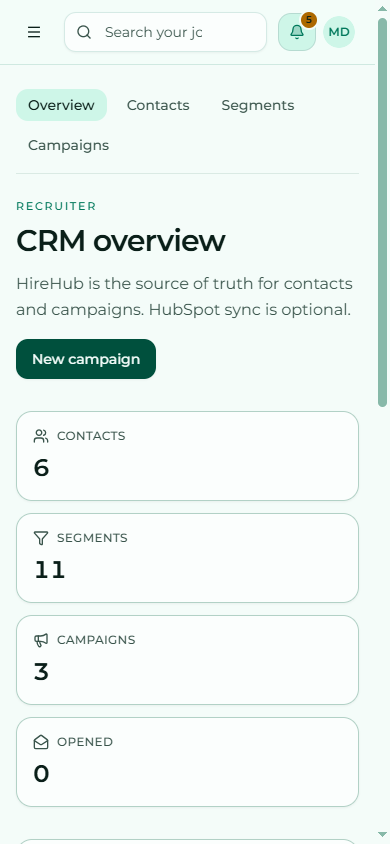 Search your jc
5
MD
Overview
Contacts
Segments
Campaigns
RECRUITER
CRM overview
HireHub is the source of truth for contacts
and campaigns. HubSpot sync is optional.
New campaign
CONTACTS
6
SEGMENTS
11
CAMPAIGNS
3
OPENED
0